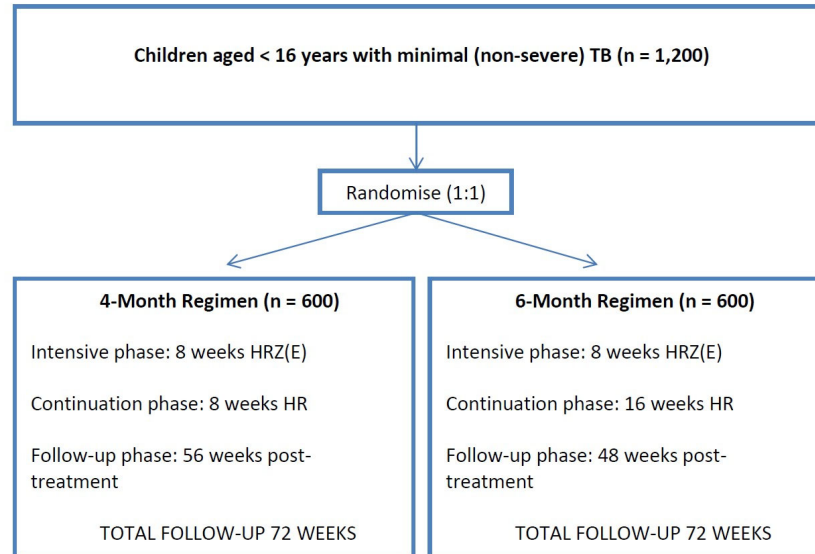 Children aged < 16 years with minimal (non-severe) TB (n = 1,200)
Randomise (1:1)
4-Month Regimen (n = 600)
Intensive phase: 8 weeks HRZ(E)
Continuation phase: 8 weeks HR
Follow-up phase: 56 weeks post-
treatment
TOTAL FOLLOW-UP 72 WEEKS
6-Month Regimen (n = 600)
Intensive phase: 8 weeks HRZ(E)
Continuation phase: 16 weeks HR
Follow-up phase: 48 weeks post-
treatment
TOTAL FOLLOW-UP 72 WEEKS